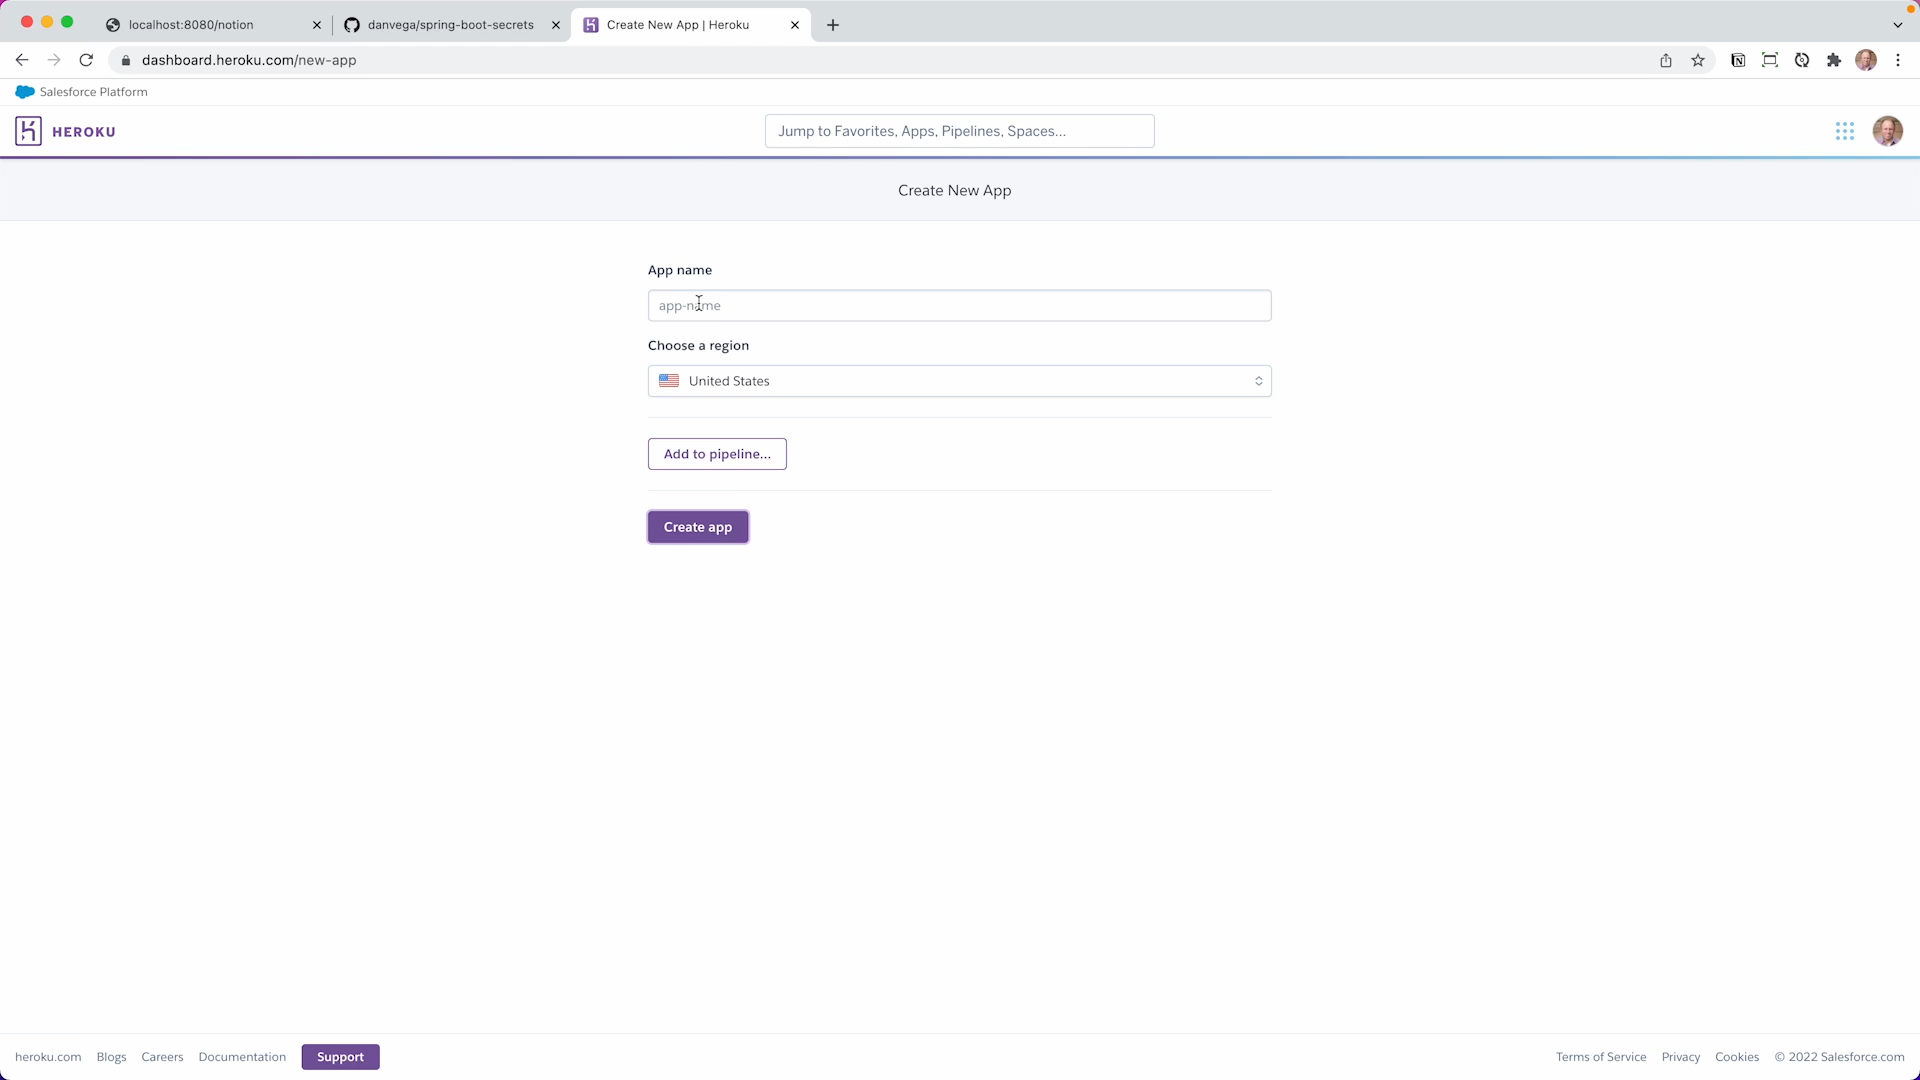 localhost:8080/notion
danvega/spring-boot-secrets
Create New App | Heroku
dashboard.heroku.com/new-app
Salesforce Platform
HEROKU
Jump to Favorites, Apps, Pipelines, Spaces...
Create New App
App name
app-name
Choose a region
United States
Add to pipeline...
Create app
heroku.com Blogs Careers Documentation Support
Terms of Service Privacy Cookies © 2022 Salesforce.com